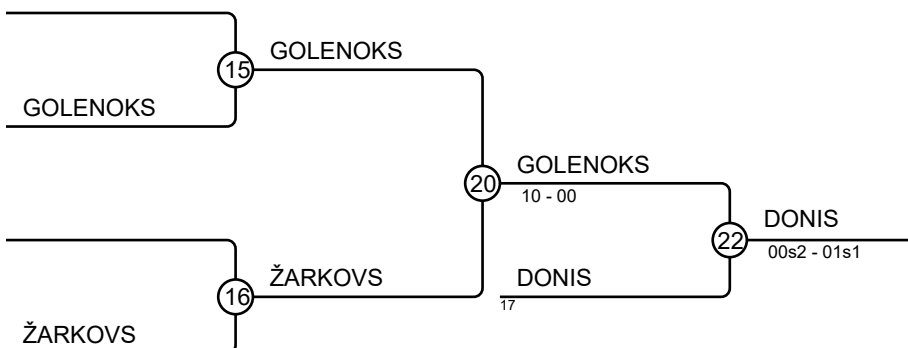 GOLENOKS
15
GOLENOKS
GOLENOKS
20
10 - 00
DONIS
22
00s2 - 01s1
ŽARKOVS
DONIS
16
17
ŽARKOVS